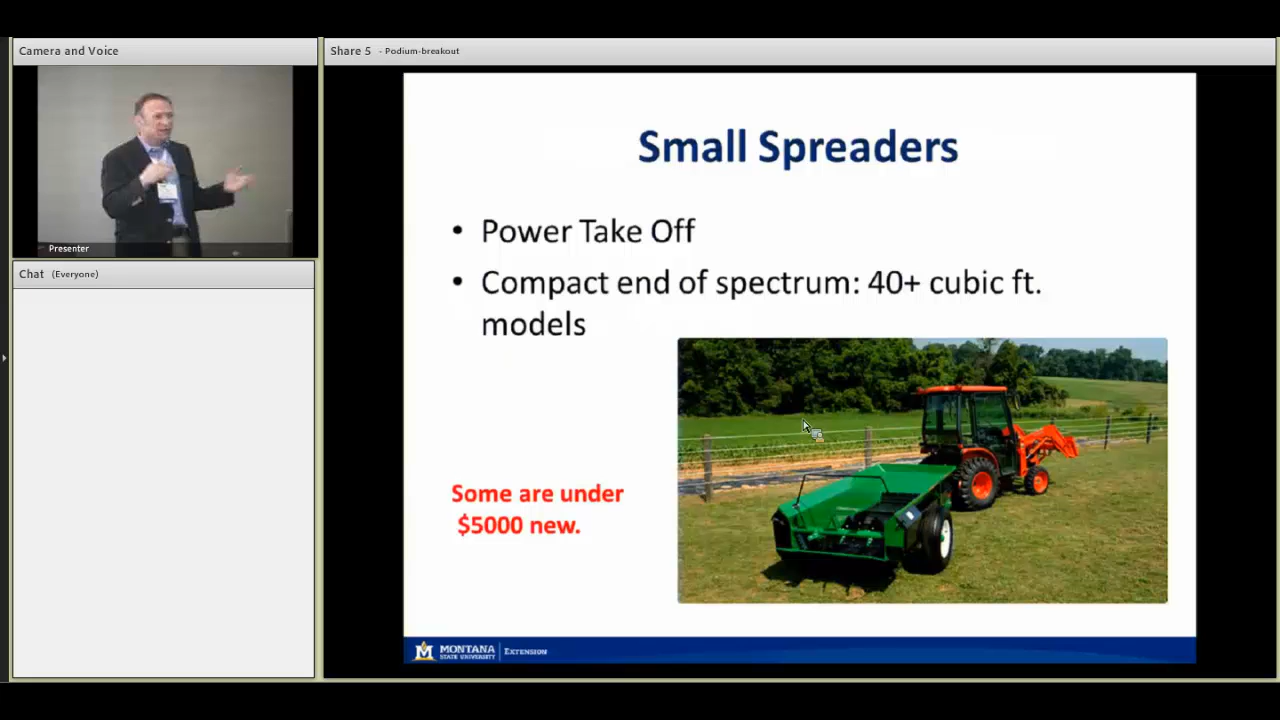 Camera and Voice
Presenter
Chat (Everyone)
Share 5 - Podium-breakout
Small Spreaders
• Power Take Off
• Compact end of spectrum: 40+ cubic ft.
models
Some are under
$5000 new.
M MONTANA
STATE UNIVERSITY
EXTENSION